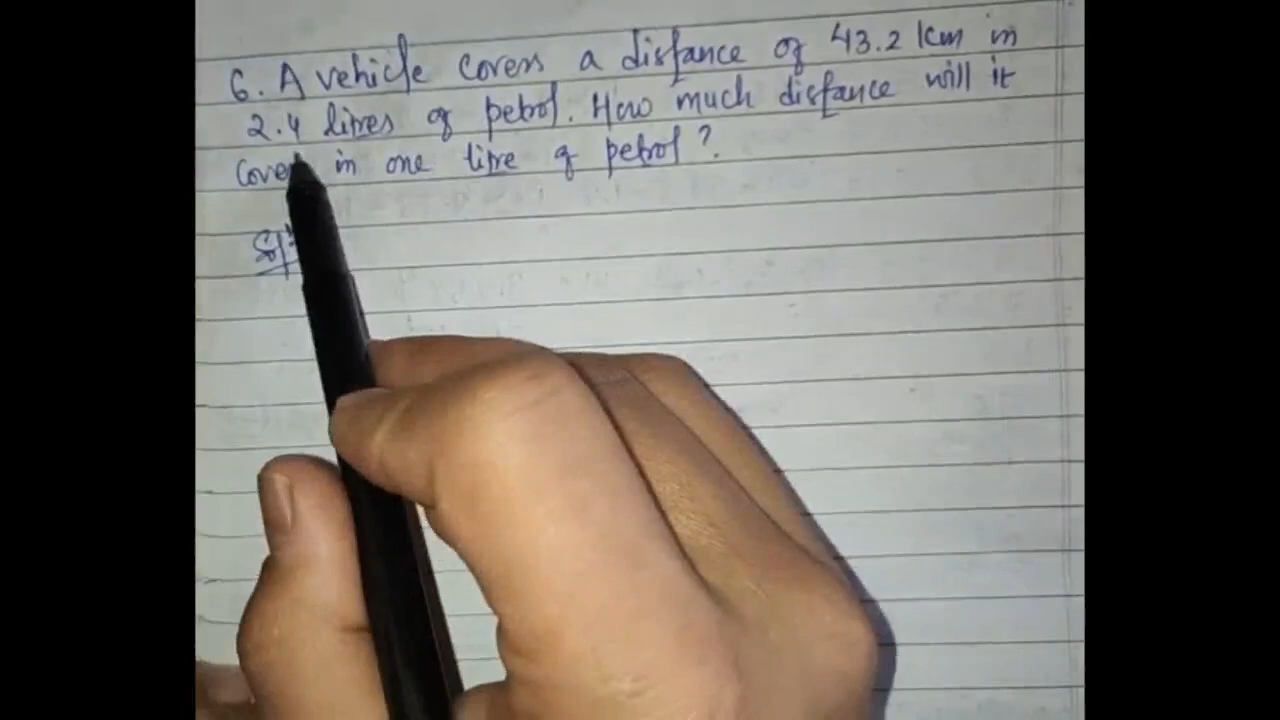 6. A vehicle covers a distance of 43.2 km in
2.4 litres of petrol. How much distance will it
cover in one litre of petrol?
Sol